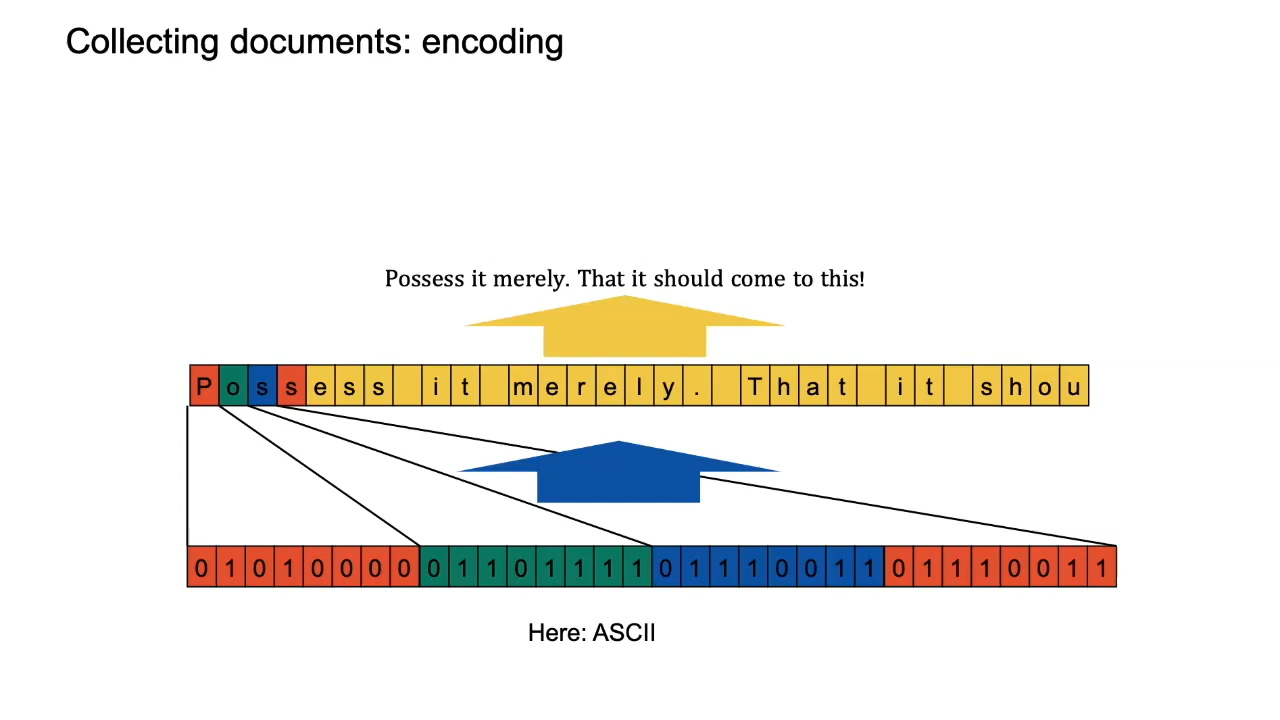 Collecting documents: encoding
Possess it merely. That it should come to this!
P o s s e s s i t m e r e l y . T h a t i t s h o u
0 1 0 1 0 0 0 0 0 1 1 0 1 1 1 1 0 1 1 1 0 0 1 1 0 1 1 1 0 0 1 1
Here: ASCII